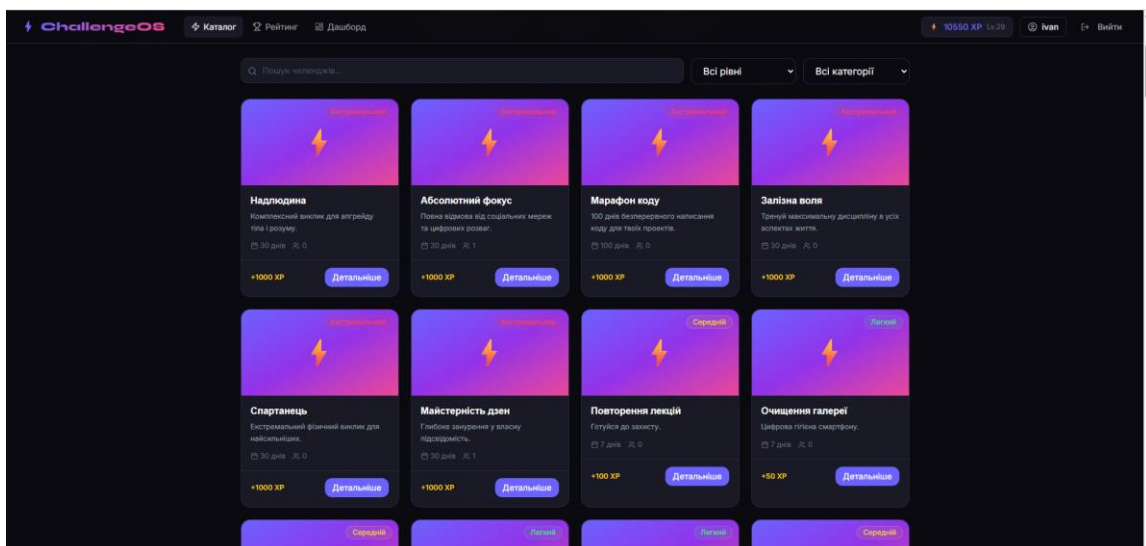 ChallengeOS
Каталог
Рейтинг
Дашборд
10550 XP Lv.29
ivan
Вийти
Пошук челенджів...
Всі рівні
Всі категорії
Екстремальний
Екстремальний
Екстремальний
Екстремальний
Надлюдина
Комплексний виклик для апгрейду
тіла і розуму.
30 днів 0
+1000 XP
Детальніше
Абсолютний фокус
Повна відмова від соціальних мереж
та цифрових розваг.
30 днів 1
+1000 XP
Детальніше
Марафон коду
100 днів безперервного написання
коду для твоїх проектів.
100 днів 0
+1000 XP
Детальніше
Залізна воля
Тренуй максимальну дисципліну в усіх
аспектах життя.
30 днів 0
+1000 XP
Детальніше
Екстремальний
Екстремальний
Середній
Легкий
Спартанець
Екстремальний фізичний виклик для
найсильніших.
30 днів 0
+1000 XP
Детальніше
Майстерність дзен
Глибоке занурення у власну
підсвідомість.
30 днів 1
+1000 XP
Детальніше
Повторення лекцій
Готуйся до захисту.
7 днів 0
+100 XP
Детальніше
Очищення галереї
Цифрова гігієна смартфону.
7 днів 0
+50 XP
Детальніше
Середній
Легкий
Легкий
Середній